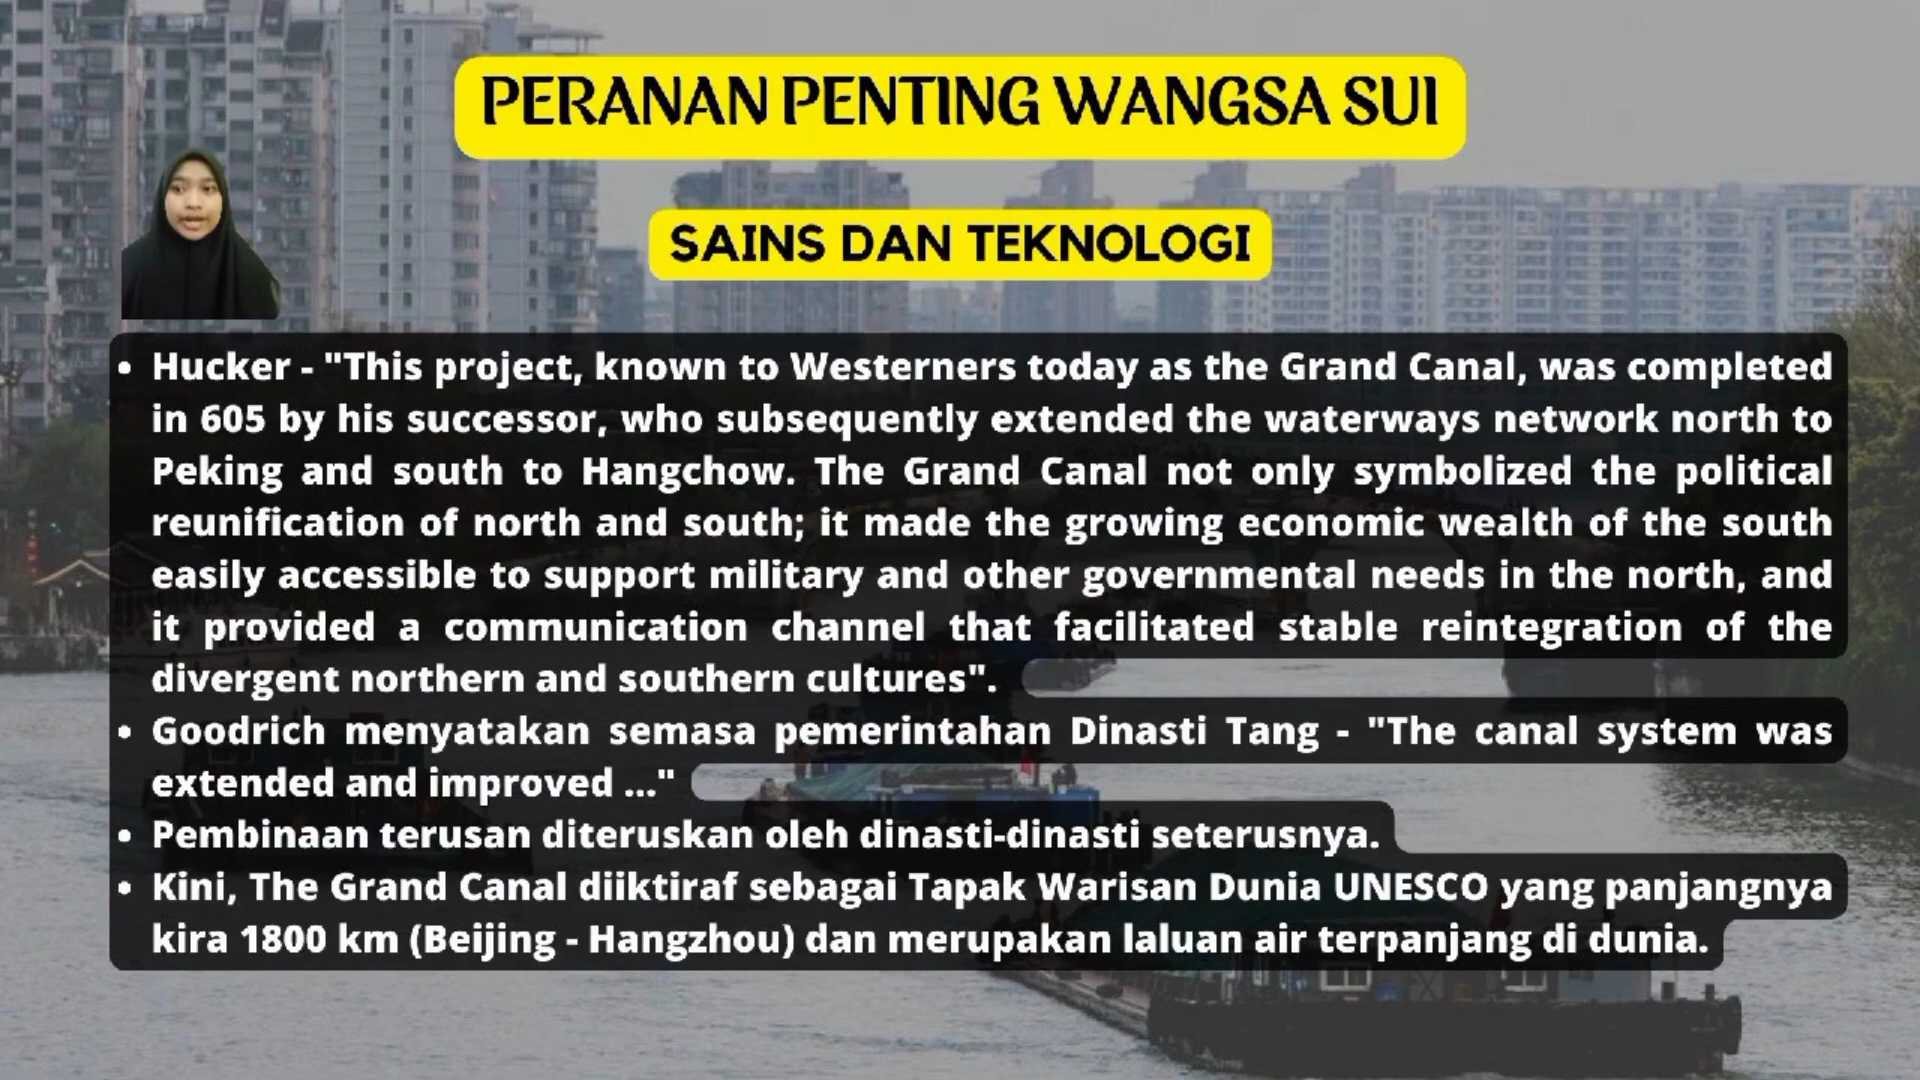 PERANAN PENTING WANGSA SUI
SAINS DAN TEKNOLOGI
• Hucker - "This project, known to Westerners today as the Grand Canal, was completed
in 605 by his successor, who subsequently extended the waterways network north to
Peking and south to Hangchow. The Grand Canal not only symbolized the political
reunification of north and south; it made the growing economic wealth of the south
easily accessible to support military and other governmental needs in the north, and
it provided a communication channel that facilitated stable reintegration of the
divergent northern and southern cultures".
• Goodrich menyatakan semasa pemerintahan Dinasti Tang - "The canal system was
extended and improved ..."
• Pembinaan terusan diteruskan oleh dinasti-dinasti seterusnya.
• Kini, The Grand Canal diiktiraf sebagai Tapak Warisan Dunia UNESCO yang panjangnya
kira 1800 km (Beijing - Hangzhou) dan merupakan laluan air terpanjang di dunia.